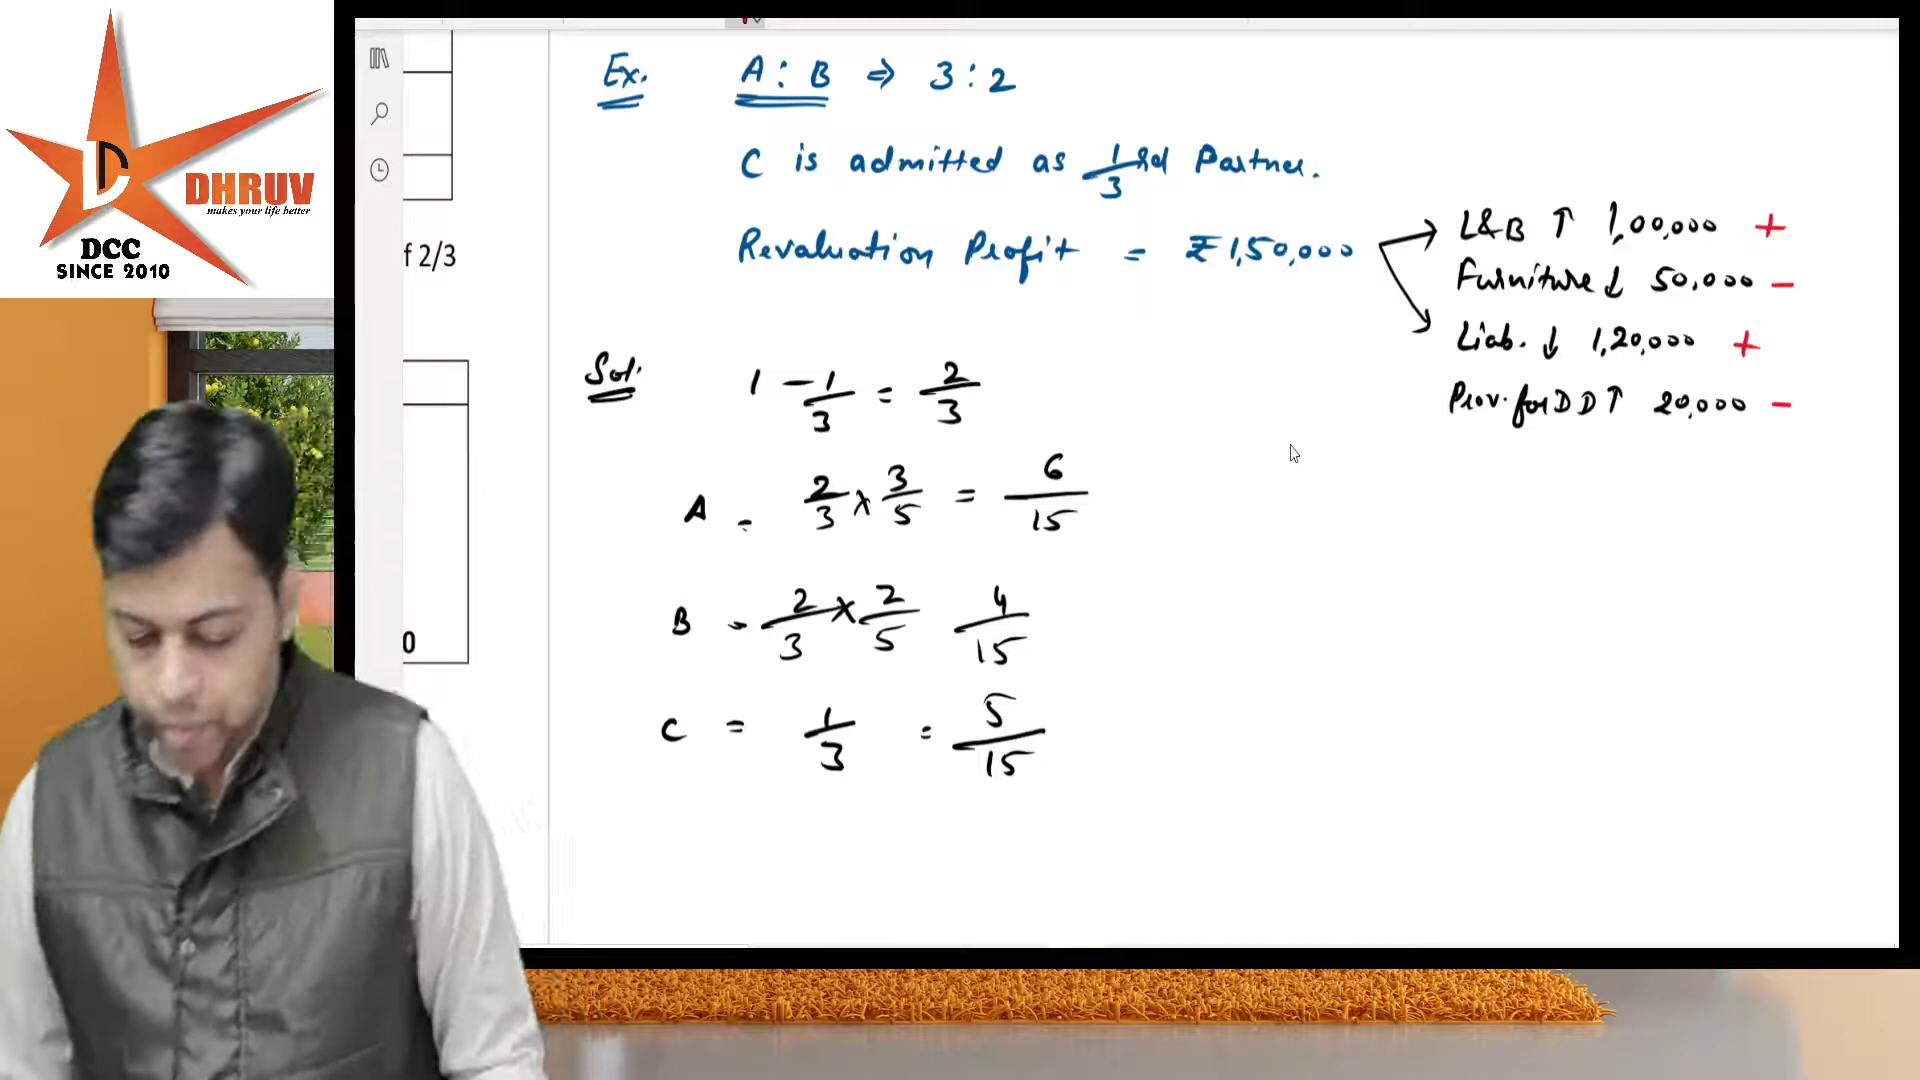 DHRUV
makes your life better
DCC
SINCE 2010
f 2/3
0
Ex. A : B ⇒ 3 : 2
C is admitted as 1/3rd Partner.
Revaluation Profit = ₹1,50,000
L&B ↑ 1,00,000 +
Furniture ↓ 50,000 −
Liab. ↓ 1,20,000 +
Prov. for DD ↑ 20,000 −
Sol. 1 − 1/3 = 2/3
A = 2/3 × 3/5 = 6/15
B = 2/3 × 2/5 4/15
C = 1/3 = 5/15